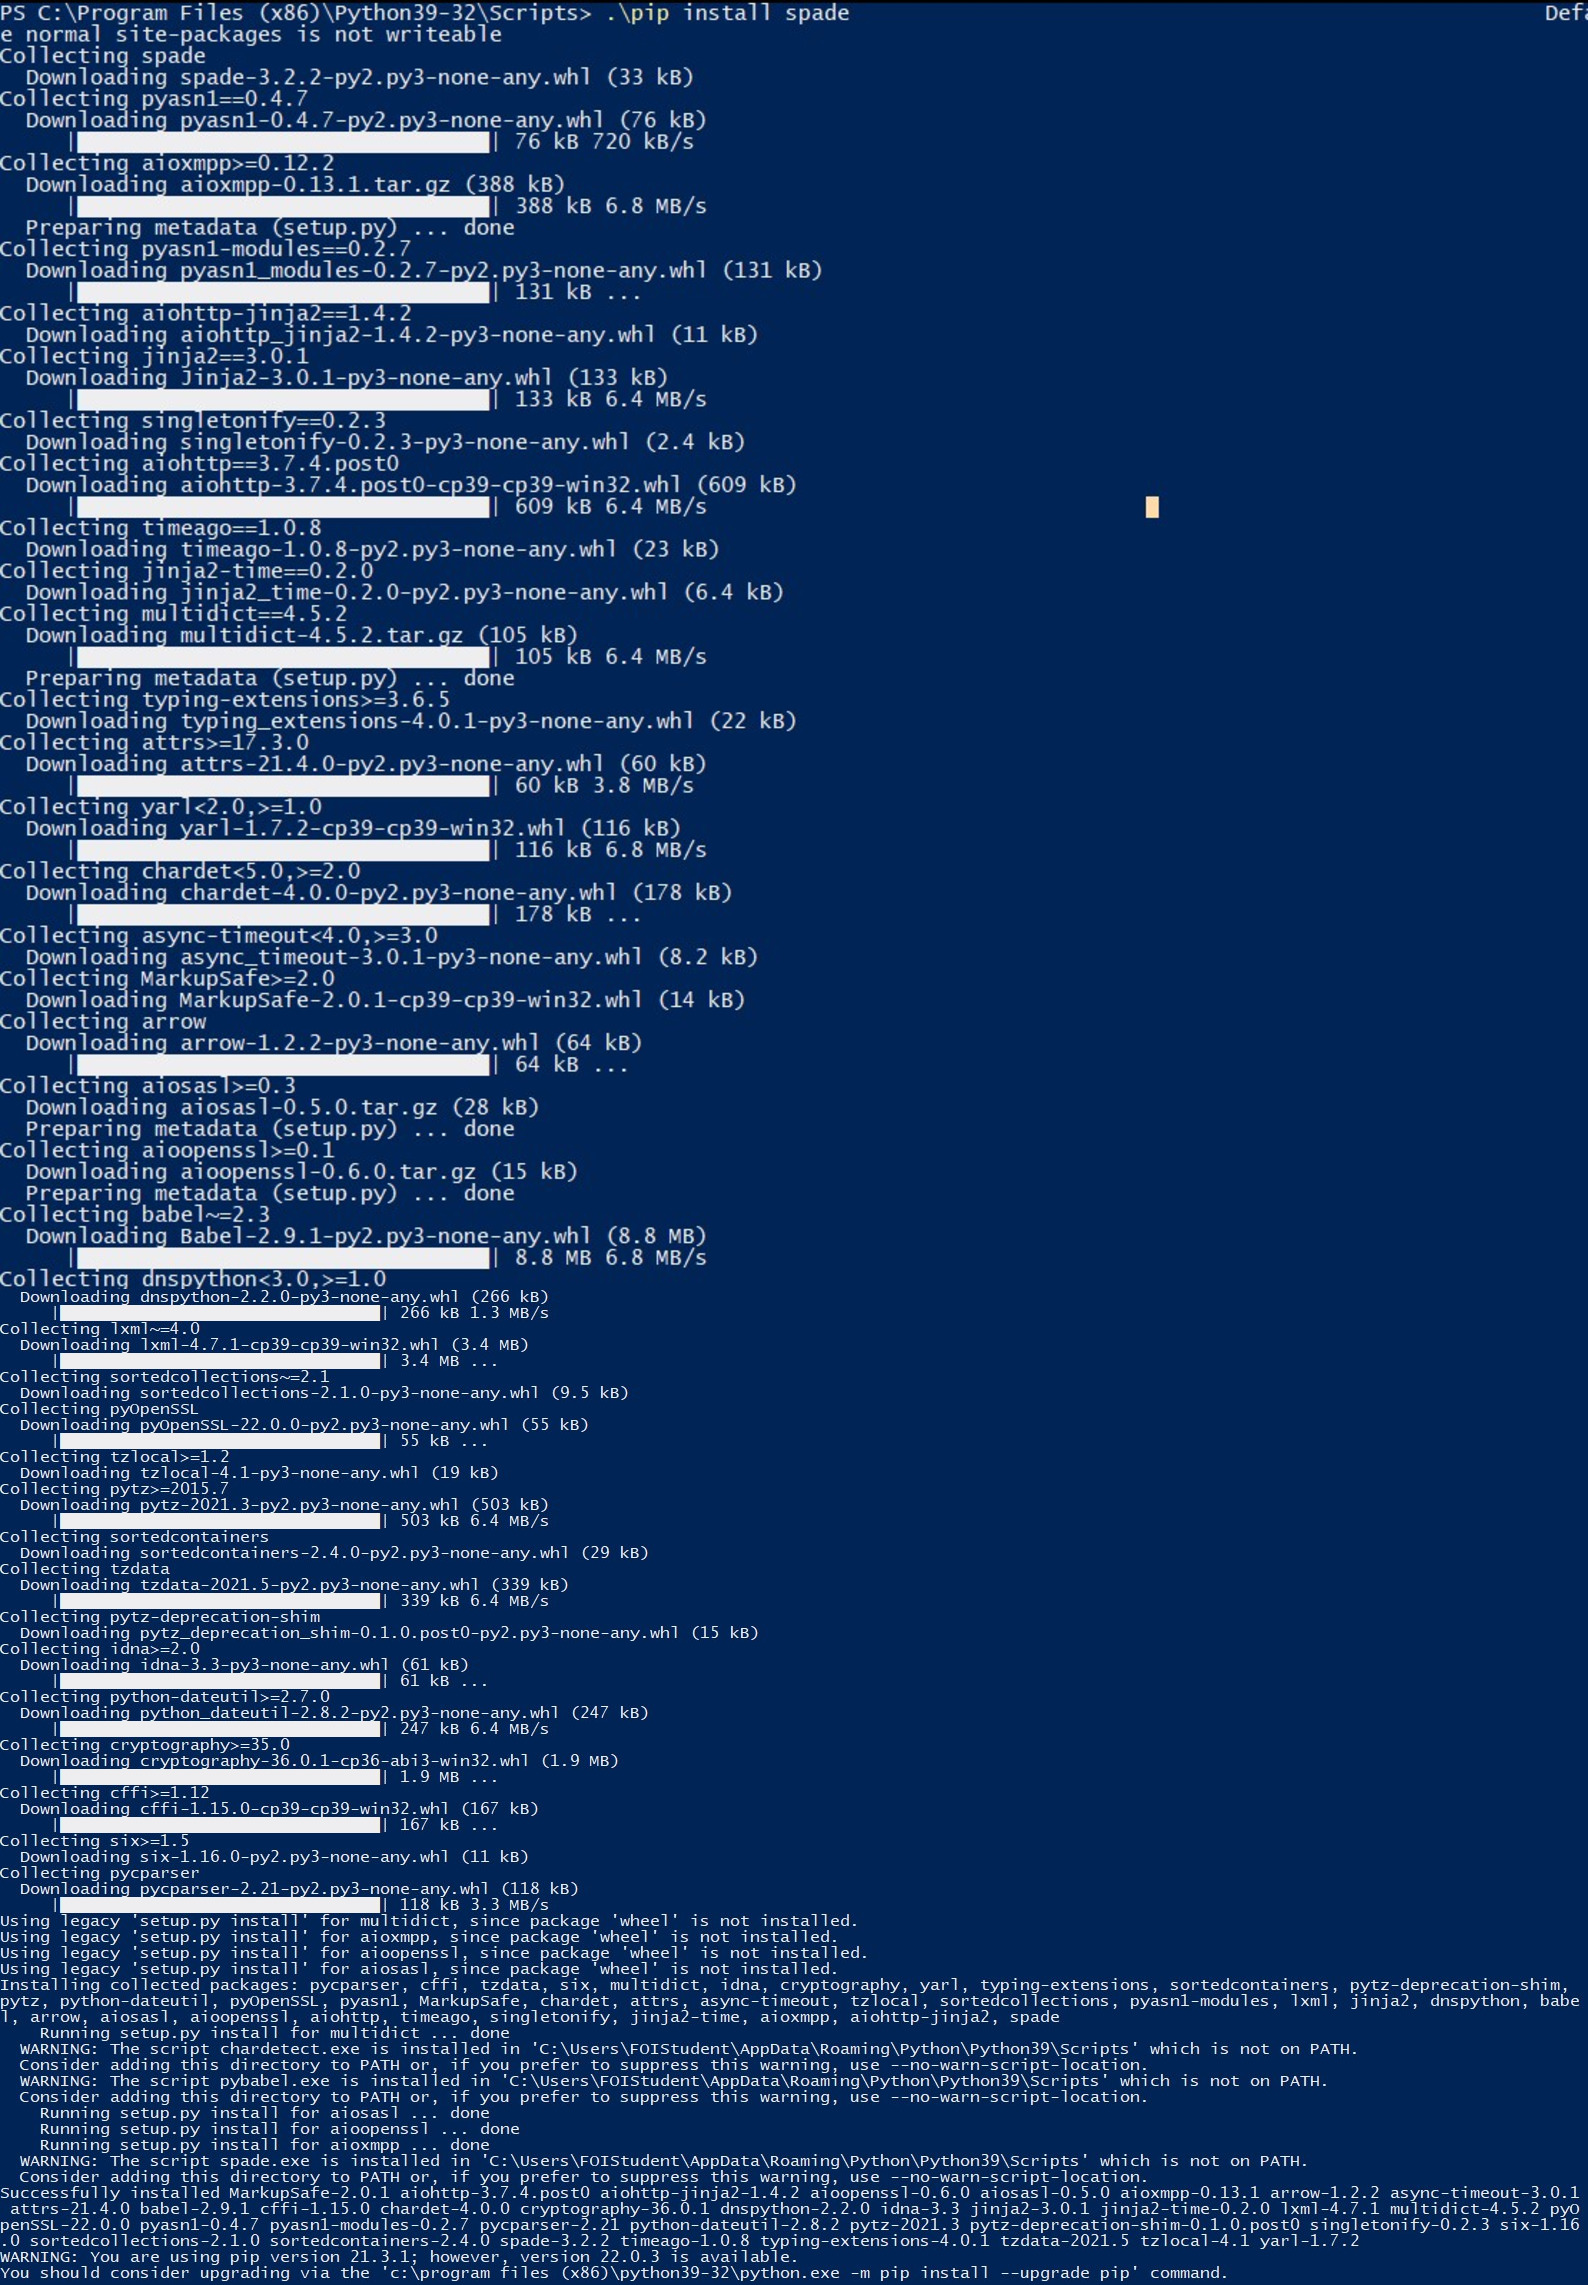 PS C:\Program Files (x86)\Python39-32\Scripts> .\pip install spade Defa
e normal site-packages is not writeable
Collecting spade
Downloading spade-3.2.2-py2.py3-none-any.whl (33 kB)
Collecting pyasn1==0.4.7
Downloading pyasn1-0.4.7-py2.py3-none-any.whl (76 kB)
| | 76 kB 720 kB/s
Collecting aioxmpp>=0.12.2
Downloading aioxmpp-0.13.1.tar.gz (388 kB)
| | 388 kB 6.8 MB/s
Preparing metadata (setup.py) ... done
Collecting pyasn1-modules==0.2.7
Downloading pyasn1_modules-0.2.7-py2.py3-none-any.whl (131 kB)
| | 131 kB ...
Collecting aiohttp-jinja2==1.4.2
Downloading aiohttp_jinja2-1.4.2-py3-none-any.whl (11 kB)
Collecting jinja2==3.0.1
Downloading Jinja2-3.0.1-py3-none-any.whl (133 kB)
| | 133 kB 6.4 MB/s
Collecting singletonify==0.2.3
Downloading singletonify-0.2.3-py3-none-any.whl (2.4 kB)
Collecting aiohttp==3.7.4.post0
Downloading aiohttp-3.7.4.post0-cp39-cp39-win32.whl (609 kB)
| | 609 kB 6.4 MB/s
Collecting timeago==1.0.8
Downloading timeago-1.0.8-py2.py3-none-any.whl (23 kB)
Collecting jinja2-time==0.2.0
Downloading jinja2_time-0.2.0-py2.py3-none-any.whl (6.4 kB)
Collecting multidict==4.5.2
Downloading multidict-4.5.2.tar.gz (105 kB)
| | 105 kB 6.4 MB/s
Preparing metadata (setup.py) ... done
Collecting typing-extensions>=3.6.5
Downloading typing_extensions-4.0.1-py3-none-any.whl (22 kB)
Collecting attrs>=17.3.0
Downloading attrs-21.4.0-py2.py3-none-any.whl (60 kB)
| | 60 kB 3.8 MB/s
Collecting yarl<2.0,>=1.0
Downloading yarl-1.7.2-cp39-cp39-win32.whl (116 kB)
| | 116 kB 6.8 MB/s
Collecting chardet<5.0,>=2.0
Downloading chardet-4.0.0-py2.py3-none-any.whl (178 kB)
| | 178 kB ...
Collecting async-timeout<4.0,>=3.0
Downloading async_timeout-3.0.1-py3-none-any.whl (8.2 kB)
Collecting MarkupSafe>=2.0
Downloading MarkupSafe-2.0.1-cp39-cp39-win32.whl (14 kB)
Collecting arrow
Downloading arrow-1.2.2-py3-none-any.whl (64 kB)
| | 64 kB ...
Collecting aiosasl>=0.3
Downloading aiosasl-0.5.0.tar.gz (28 kB)
Preparing metadata (setup.py) ... done
Collecting aioopenssl>=0.1
Downloading aioopenssl-0.6.0.tar.gz (15 kB)
Preparing metadata (setup.py) ... done
Collecting babel~=2.3
Downloading Babel-2.9.1-py2.py3-none-any.whl (8.8 MB)
| | 8.8 MB 6.8 MB/s
Collecting dnspython<3.0,>=1.0
Downloading dnspython-2.2.0-py3-none-any.whl (266 kB)
| | 266 kB 1.3 MB/s
Collecting lxml~=4.0
Downloading lxml-4.7.1-cp39-cp39-win32.whl (3.4 MB)
| | 3.4 MB ...
Collecting sortedcollections~=2.1
Downloading sortedcollections-2.1.0-py3-none-any.whl (9.5 kB)
Collecting pyOpenSSL
Downloading pyOpenSSL-22.0.0-py2.py3-none-any.whl (55 kB)
| | 55 kB ...
Collecting tzlocal>=1.2
Downloading tzlocal-4.1-py3-none-any.whl (19 kB)
Collecting pytz>=2015.7
Downloading pytz-2021.3-py2.py3-none-any.whl (503 kB)
| | 503 kB 6.4 MB/s
Collecting sortedcontainers
Downloading sortedcontainers-2.4.0-py2.py3-none-any.whl (29 kB)
Collecting tzdata
Downloading tzdata-2021.5-py2.py3-none-any.whl (339 kB)
| | 339 kB 6.4 MB/s
Collecting pytz-deprecation-shim
Downloading pytz_deprecation_shim-0.1.0.post0-py2.py3-none-any.whl (15 kB)
Collecting idna>=2.0
Downloading idna-3.3-py3-none-any.whl (61 kB)
| | 61 kB ...
Collecting python-dateutil>=2.7.0
Downloading python_dateutil-2.8.2-py2.py3-none-any.whl (247 kB)
| | 247 kB 6.4 MB/s
Collecting cryptography>=35.0
Downloading cryptography-36.0.1-cp36-abi3-win32.whl (1.9 MB)
| | 1.9 MB ...
Collecting cffi>=1.12
Downloading cffi-1.15.0-cp39-cp39-win32.whl (167 kB)
| | 167 kB ...
Collecting six>=1.5
Downloading six-1.16.0-py2.py3-none-any.whl (11 kB)
Collecting pycparser
Downloading pycparser-2.21-py2.py3-none-any.whl (118 kB)
| | 118 kB 3.3 MB/s
Using legacy 'setup.py install' for multidict, since package 'wheel' is not installed.
Using legacy 'setup.py install' for aioxmpp, since package 'wheel' is not installed.
Using legacy 'setup.py install' for aioopenssl, since package 'wheel' is not installed.
Using legacy 'setup.py install' for aiosasl, since package 'wheel' is not installed.
Installing collected packages: pycparser, cffi, tzdata, six, multidict, idna, cryptography, yarl, typing-extensions, sortedcontainers, pytz-deprecation-shim,
pytz, python-dateutil, pyOpenSSL, pyasn1, MarkupSafe, chardet, attrs, async-timeout, tzlocal, sortedcollections, pyasn1-modules, lxml, jinja2, dnspython, babe
l, arrow, aiosasl, aioopenssl, aiohttp, timeago, singletonify, jinja2-time, aioxmpp, aiohttp-jinja2, spade
Running setup.py install for multidict ... done
WARNING: The script chardetect.exe is installed in 'C:\Users\FOIStudent\AppData\Roaming\Python\Python39\Scripts' which is not on PATH.
Consider adding this directory to PATH or, if you prefer to suppress this warning, use --no-warn-script-location.
WARNING: The script pybabel.exe is installed in 'C:\Users\FOIStudent\AppData\Roaming\Python\Python39\Scripts' which is not on PATH.
Consider adding this directory to PATH or, if you prefer to suppress this warning, use --no-warn-script-location.
Running setup.py install for aiosasl ... done
Running setup.py install for aioopenssl ... done
Running setup.py install for aioxmpp ... done
WARNING: The script spade.exe is installed in 'C:\Users\FOIStudent\AppData\Roaming\Python\Python39\Scripts' which is not on PATH.
Consider adding this directory to PATH or, if you prefer to suppress this warning, use --no-warn-script-location.
Successfully installed MarkupSafe-2.0.1 aiohttp-3.7.4.post0 aiohttp-jinja2-1.4.2 aioopenssl-0.6.0 aiosasl-0.5.0 aioxmpp-0.13.1 arrow-1.2.2 async-timeout-3.0.1
attrs-21.4.0 babel-2.9.1 cffi-1.15.0 chardet-4.0.0 cryptography-36.0.1 dnspython-2.2.0 idna-3.3 jinja2-3.0.1 jinja2-time-0.2.0 lxml-4.7.1 multidict-4.5.2 pyO
penSSL-22.0.0 pyasn1-0.4.7 pyasn1-modules-0.2.7 pycparser-2.21 python-dateutil-2.8.2 pytz-2021.3 pytz-deprecation-shim-0.1.0.post0 singletonify-0.2.3 six-1.16
.0 sortedcollections-2.1.0 sortedcontainers-2.4.0 spade-3.2.2 timeago-1.0.8 typing-extensions-4.0.1 tzdata-2021.5 tzlocal-4.1 yarl-1.7.2
WARNING: You are using pip version 21.3.1; however, version 22.0.3 is available.
You should consider upgrading via the 'c:\program files (x86)\python39-32\python.exe -m pip install --upgrade pip' command.